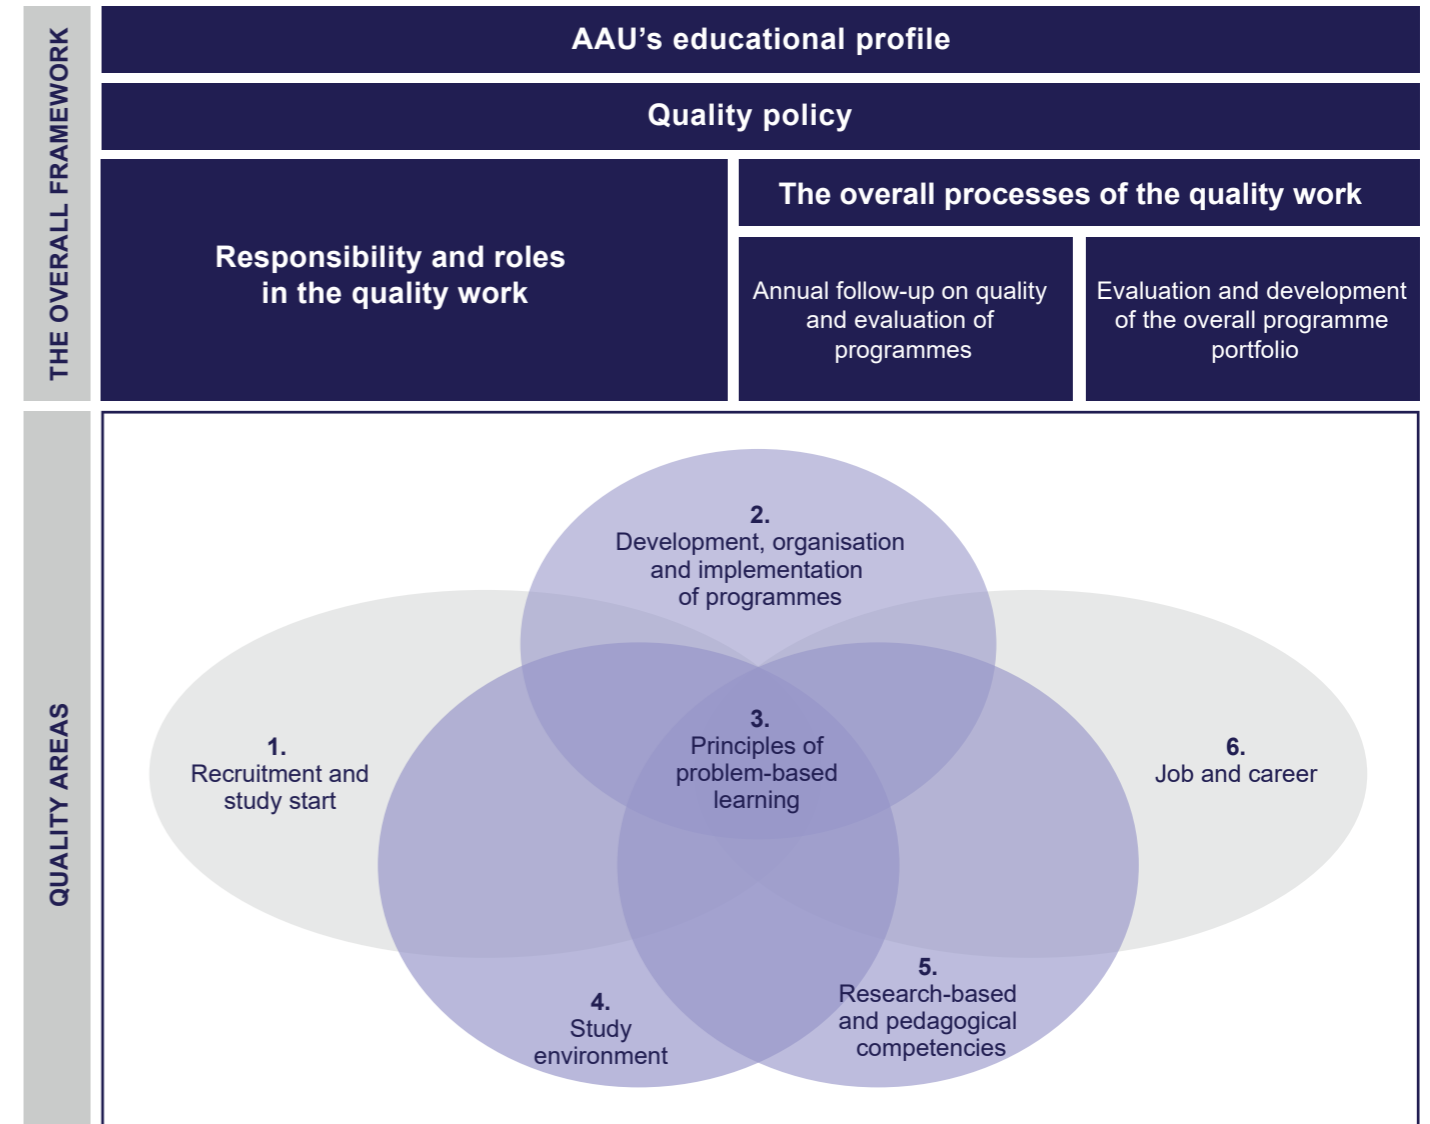 THE OVERALL FRAMEWORK
AAU’s educational profile
Quality policy
Responsibility and roles
in the quality work
The overall processes of the quality work
Annual follow-up on quality
and evaluation of
programmes
Evaluation and development
of the overall programme
portfolio
QUALITY AREAS
1.
Recruitment and
study start
2.
Development, organisation
and implementation
of programmes
3.
Principles of
problem-based
learning
4.
Study
environment
5.
Research-based
and pedagogical
competencies
6.
Job and career